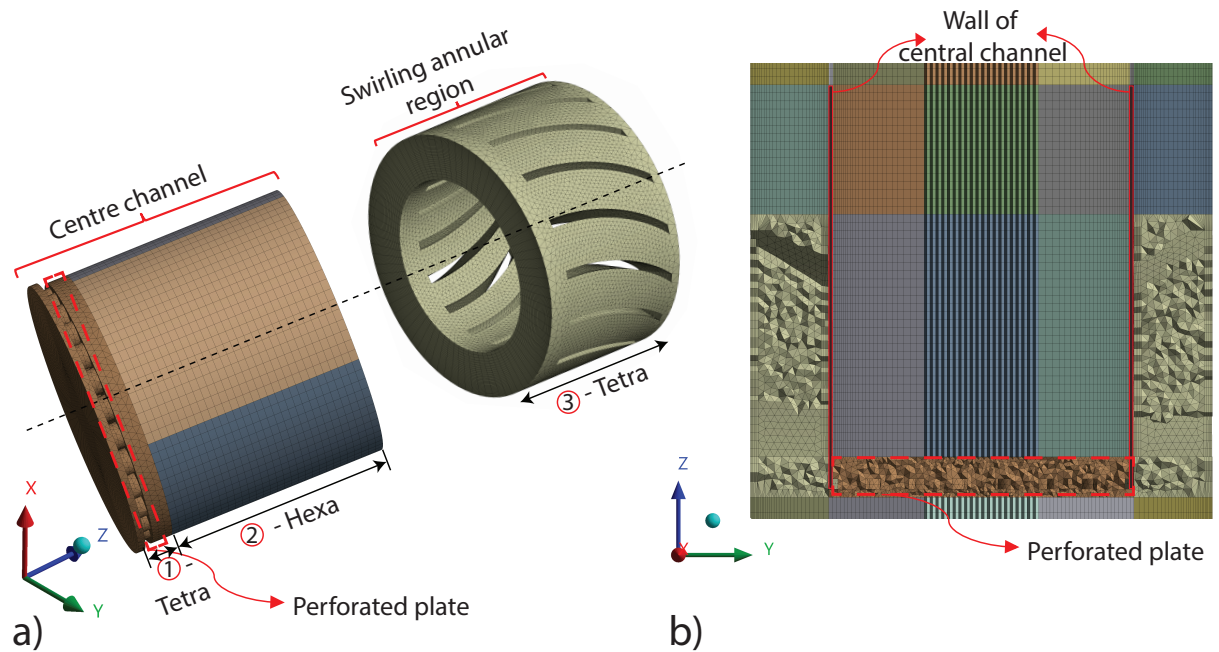 Swirling annular
region
Centre channel
③ - Tetra
② - Hexa
① -
Tetra
Perforated plate
X
Z
Y
a)
Wall of
central channel
Z
X
Y
Perforated plate
b)